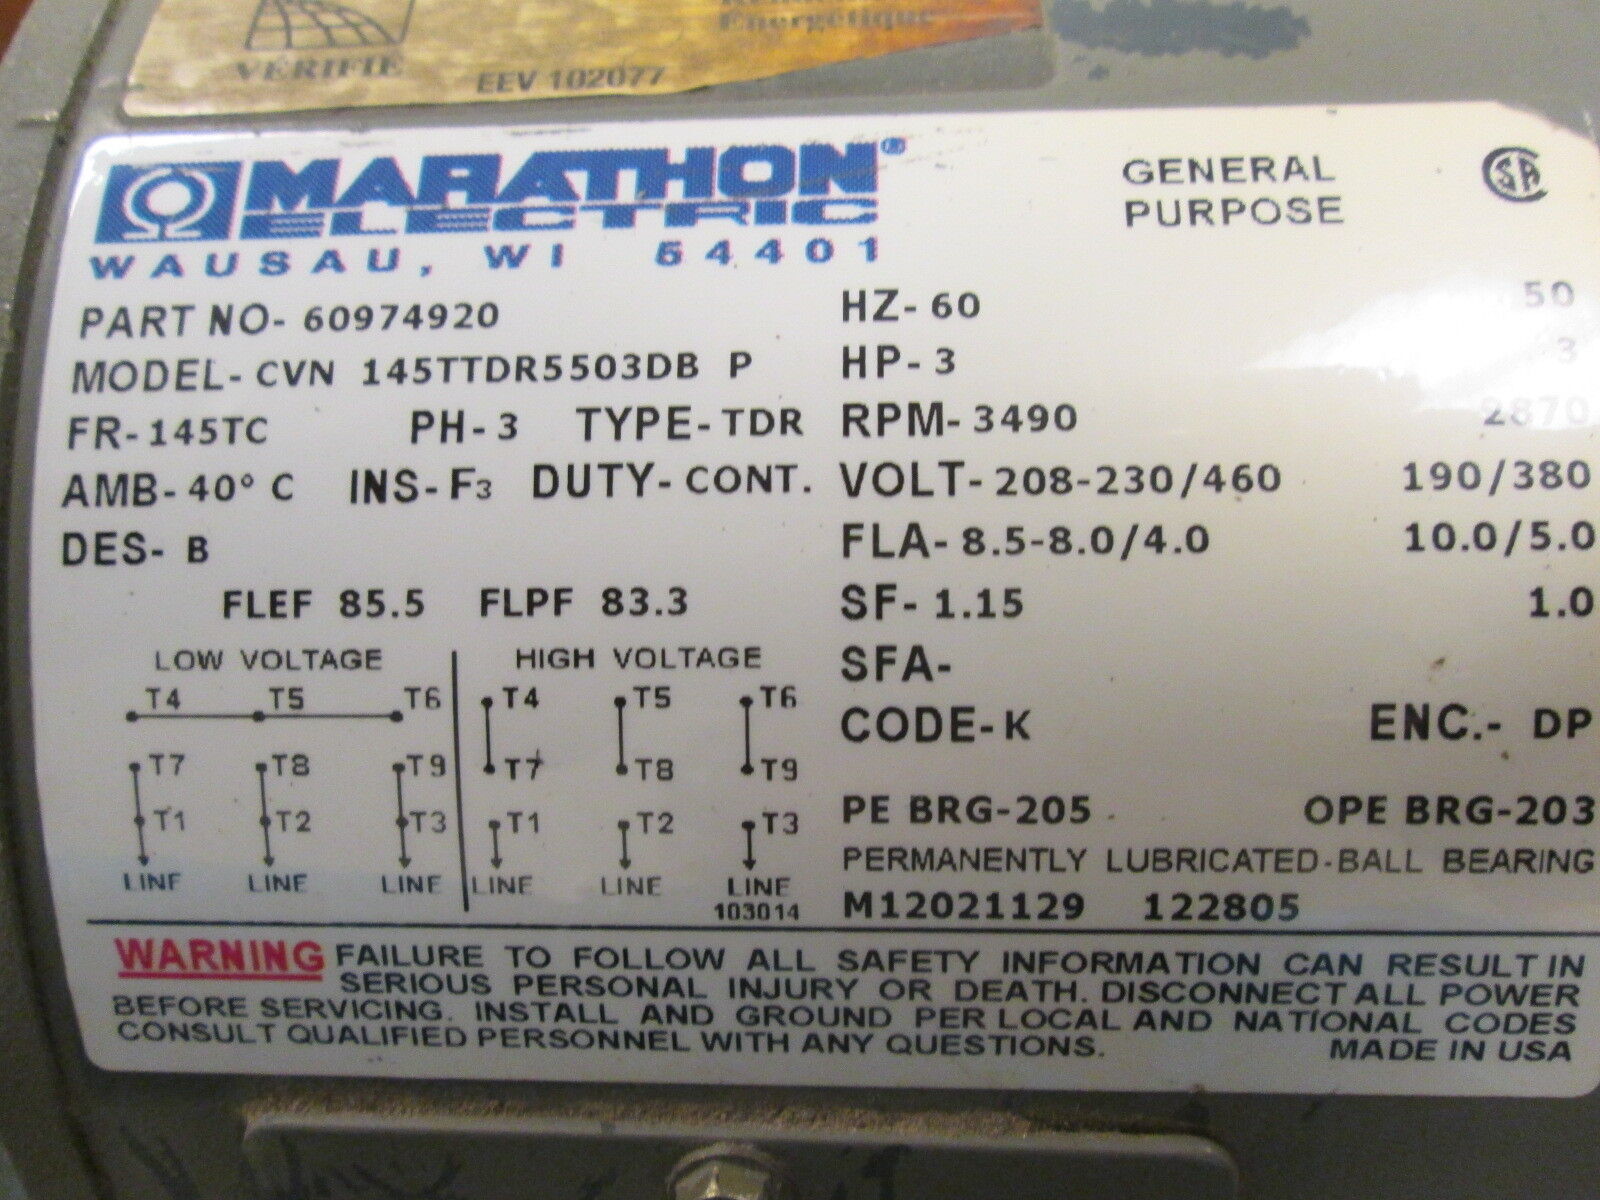 Énergétique
VÉRIFIÉ
EEV 102077
MARATHON®
ELECTRIC
WAUSAU, WI 54401
GENERAL
PURPOSE
CSA
PART NO- 60974920
HZ- 60 50
MODEL- CVN 145TTDR5503DB P
HP- 3 3
FR- 145TC PH- 3 TYPE- TDR
RPM- 3490 2870
AMB- 40° C INS- F3 DUTY- CONT.
VOLT- 208-230/460 190/380
DES- B
FLA- 8.5-8.0/4.0 10.0/5.0
FLEF 85.5 FLPF 83.3
SF- 1.15 1.0
LOW VOLTAGE HIGH VOLTAGE
SFA-
T4 T5 T6 T4 T5 T6
CODE- K ENC.- DP
T7 T8 T9 T7 T8 T9
T1 T2 T3 T1 T2 T3
PE BRG-205 OPE BRG-203
LINE LINE LINE LINE LINE LINE
PERMANENTLY LUBRICATED-BALL BEARING
103014
M12021129 122805
WARNING FAILURE TO FOLLOW ALL SAFETY INFORMATION CAN RESULT IN
SERIOUS PERSONAL INJURY OR DEATH. DISCONNECT ALL POWER
BEFORE SERVICING. INSTALL AND GROUND PER LOCAL AND NATIONAL CODES
CONSULT QUALIFIED PERSONNEL WITH ANY QUESTIONS. MADE IN USA